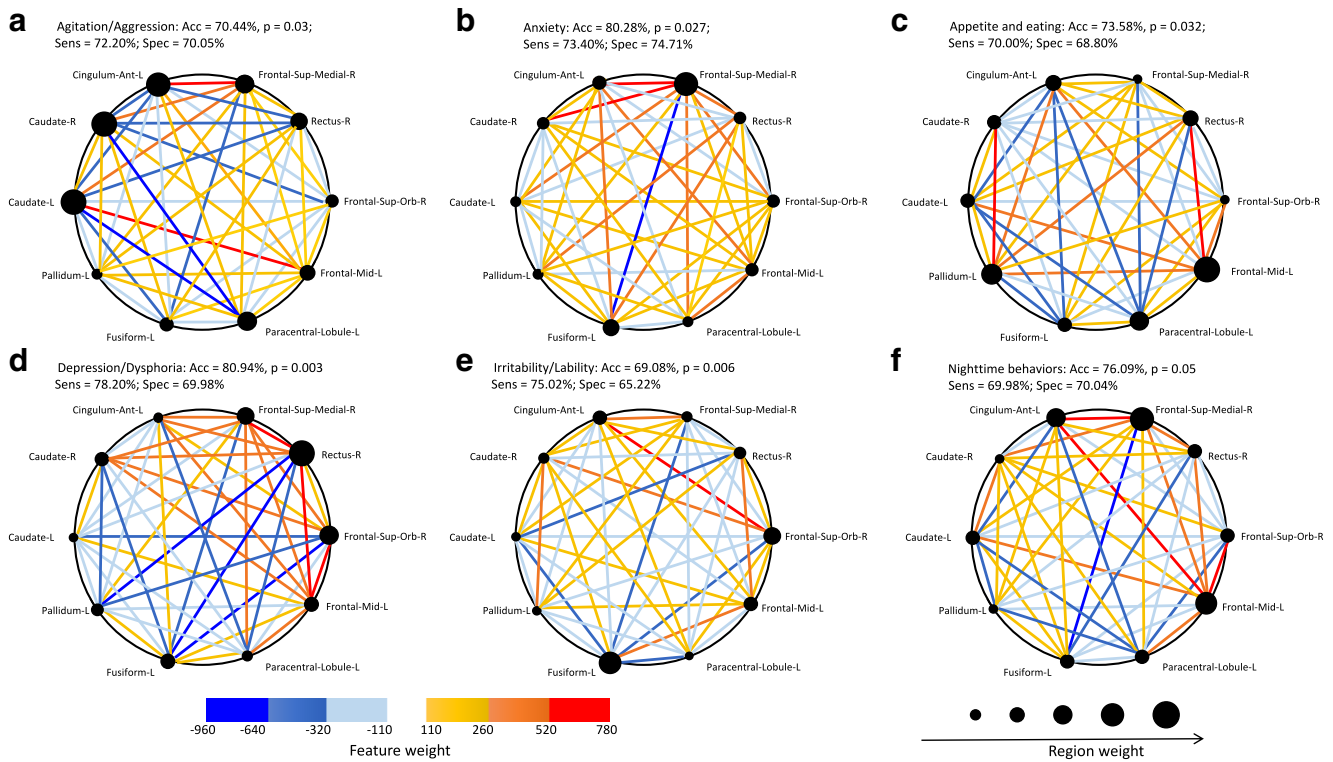 a
Agitation/Aggression: Acc = 70.44%, p = 0.03;
Sens = 72.20%; Spec = 70.05%
Cingulum-Ant-L
Frontal-Sup-Medial-R
Caudate-R
Rectus-R
Caudate-L
Frontal-Sup-Orb-R
Pallidum-L
Frontal-Mid-L
Fusiform-L
Paracentral-Lobule-L
b
Anxiety: Acc = 80.28%, p = 0.027;
Sens = 73.40%; Spec = 74.71%
Cingulum-Ant-L
Frontal-Sup-Medial-R
Caudate-R
Rectus-R
Caudate-L
Frontal-Sup-Orb-R
Pallidum-L
Frontal-Mid-L
Fusiform-L
Paracentral-Lobule-L
c
Appetite and eating: Acc = 73.58%, p = 0.032;
Sens = 70.00%; Spec = 68.80%
Cingulum-Ant-L
Frontal-Sup-Medial-R
Caudate-R
Rectus-R
Caudate-L
Frontal-Sup-Orb-R
Pallidum-L
Frontal-Mid-L
Fusiform-L
Paracentral-Lobule-L
d
Depression/Dysphoria: Acc = 80.94%, p = 0.003
Sens = 78.20%; Spec = 69.98%
Cingulum-Ant-L
Frontal-Sup-Medial-R
Caudate-R
Rectus-R
Caudate-L
Frontal-Sup-Orb-R
Pallidum-L
Frontal-Mid-L
Fusiform-L
Paracentral-Lobule-L
e
Irritability/Lability: Acc = 69.08%, p = 0.006
Sens = 75.02%; Spec = 65.22%
Cingulum-Ant-L
Frontal-Sup-Medial-R
Caudate-R
Rectus-R
Caudate-L
Frontal-Sup-Orb-R
Pallidum-L
Frontal-Mid-L
Fusiform-L
Paracentral-Lobule-L
f
Nighttime behaviors: Acc = 76.09%, p = 0.05
Sens = 69.98%; Spec = 70.04%
Cingulum-Ant-L
Frontal-Sup-Medial-R
Caudate-R
Rectus-R
Caudate-L
Frontal-Sup-Orb-R
Pallidum-L
Frontal-Mid-L
Fusiform-L
Paracentral-Lobule-L
-960 -640 -320 -110 110 260 520 780
Feature weight
Region weight